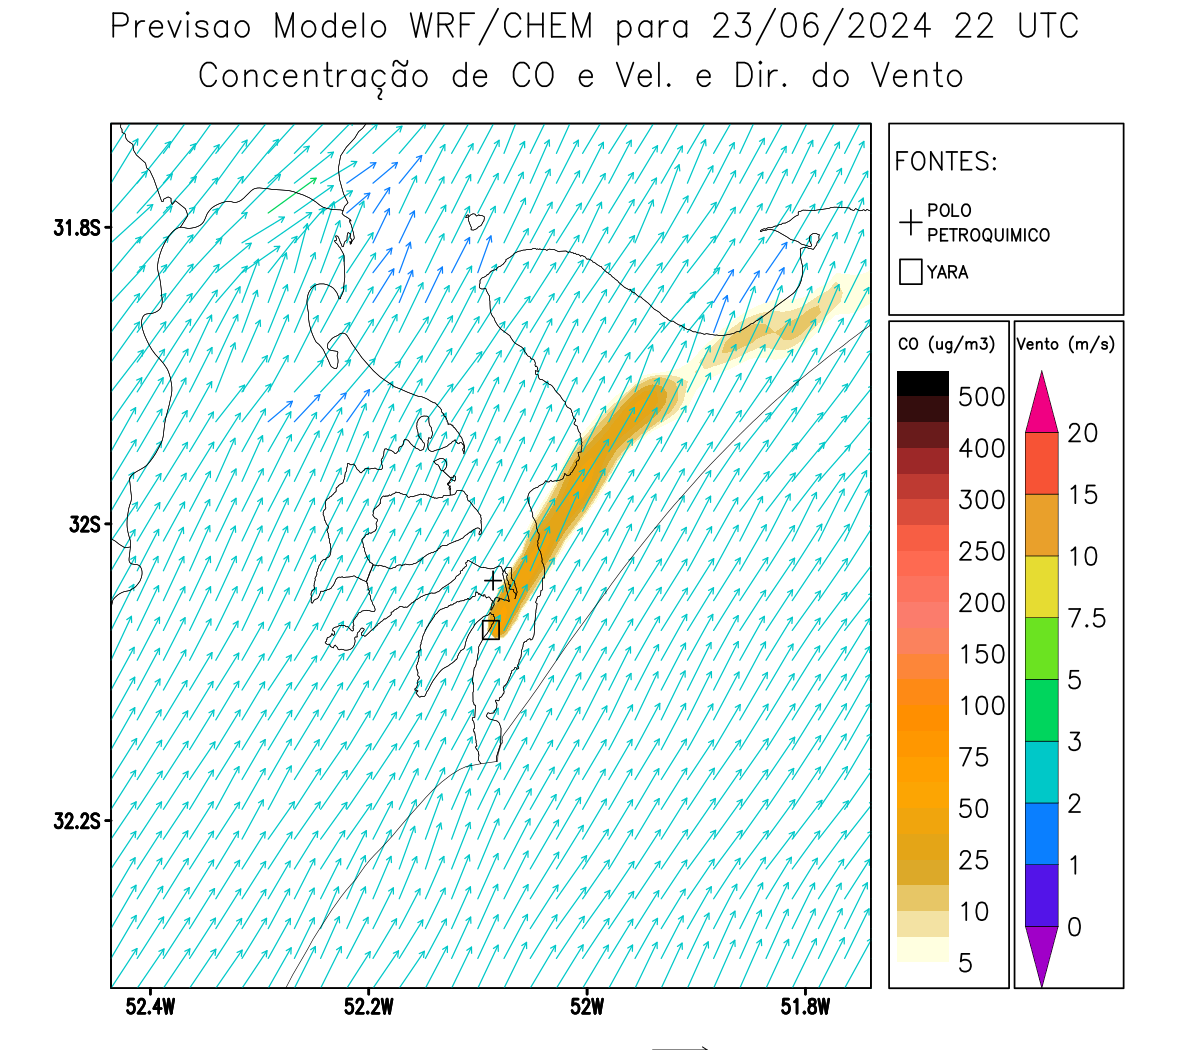 Previsao Modelo WRF/CHEM para 23/06/2024 22 UTC
Concentração de CO e Vel. e Dir. do Vento
FONTES:
POLO
PETROQUIMICO
YARA
CO (ug/m3)
500
400
300
250
200
150
100
75
50
25
10
5
Vento (m/s)
20
15
10
7.5
5
3
2
1
0
31.8S
32S
32.2S
52.4W
52.2W
52W
51.8W